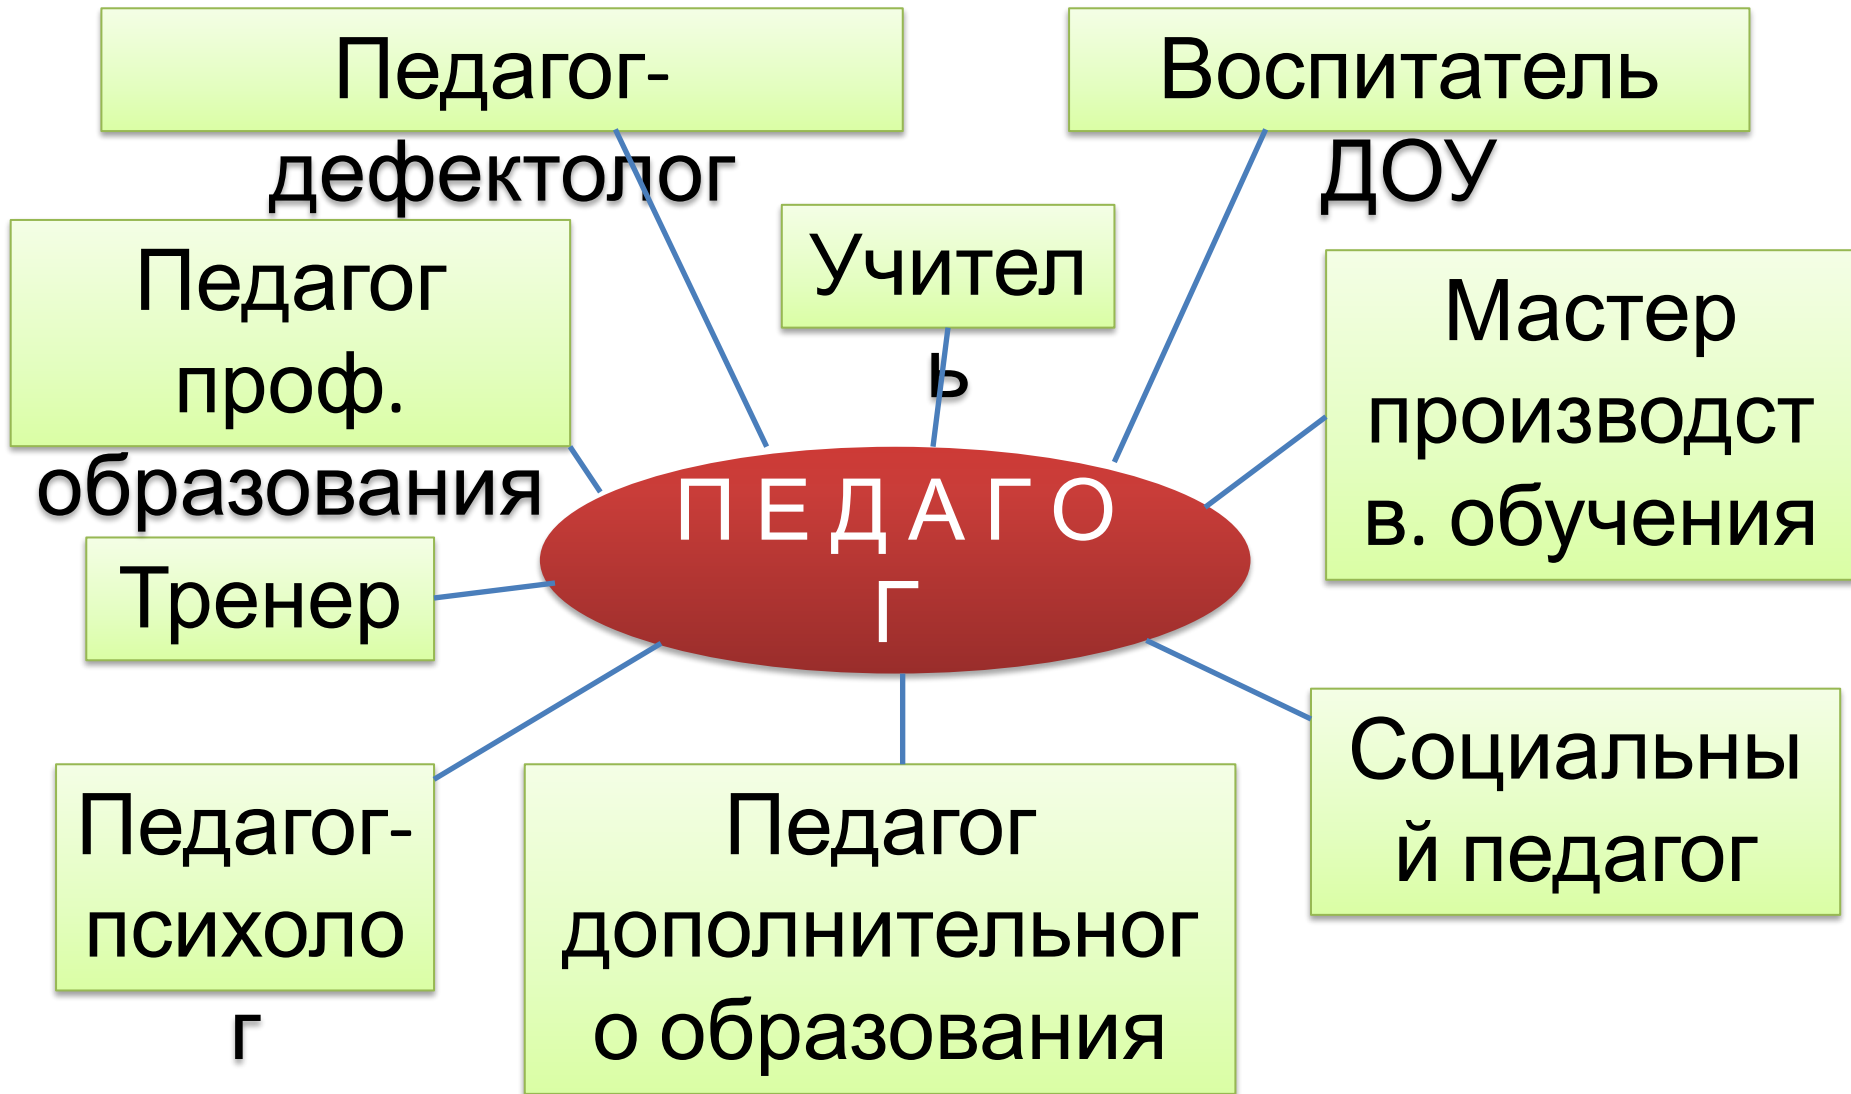 Педагог-
дефектолог
Воспитатель
ДОУ
Учител
ь
Педагог
проф.
образования
Мастер
производст
в. обучения
П Е Д А Г О
Г
Тренер
Социальны
й педагог
Педагог-
психоло
г
Педагог
дополнительног
о образования